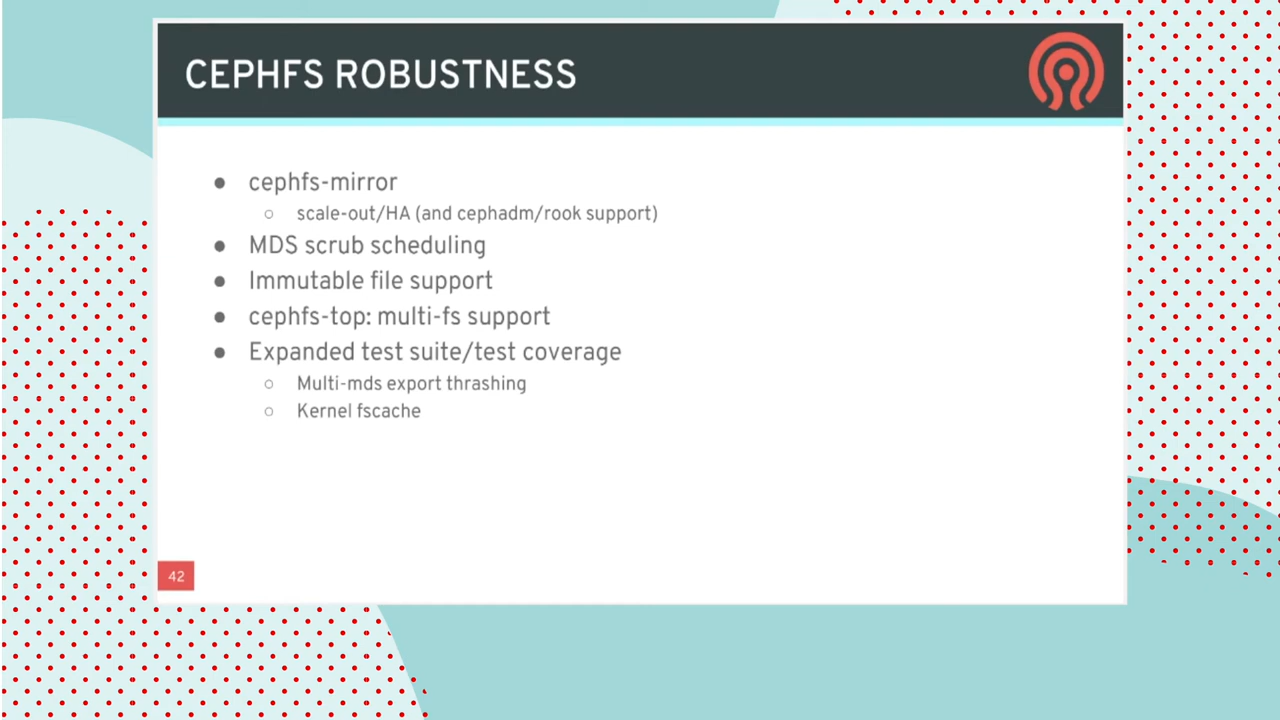 CEPHFS ROBUSTNESS
● cephfs-mirror
○ scale-out/HA (and cephadm/rook support)
● MDS scrub scheduling
● Immutable file support
● cephfs-top: multi-fs support
● Expanded test suite/test coverage
○ Multi-mds export thrashing
○ Kernel fscache
42